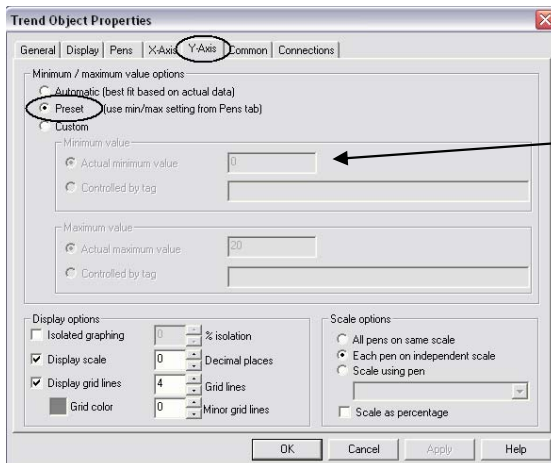 Trend Object Properties
General Display Pens X-Axis Y-Axis Common Connections
Minimum / maximum value options
Automatic (best fit based on actual data)
Preset (use min/max setting from Pens tab)
Custom
Minimum value
Actual minimum value 0
Controlled by tag
Maximum value
Actual maximum value 20
Controlled by tag
Display options
Isolated graphing 0 % isolation
Display scale 0 Decimal places
Display grid lines 4 Grid lines
Grid color 0 Minor grid lines
Scale options
All pens on same scale
Each pen on independent scale
Scale using pen
Scale as percentage
OK Cancel Apply Help